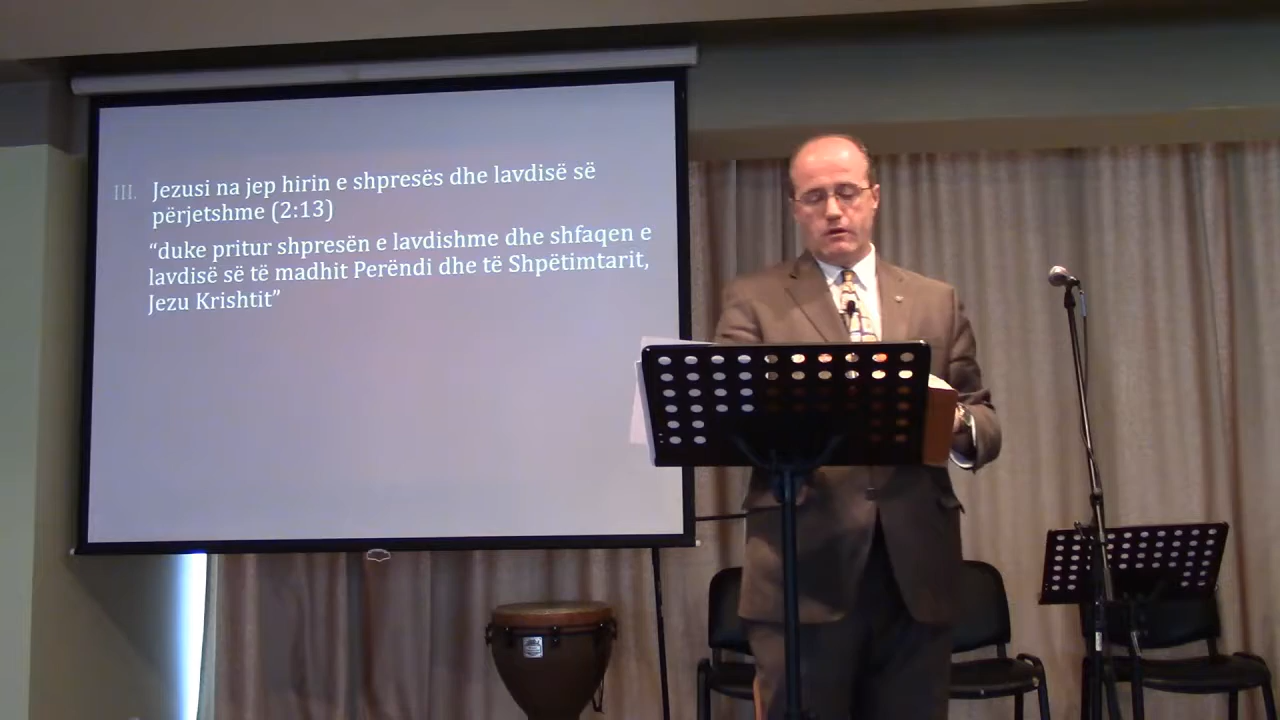 III. Jezusi na jep hirin e shpresës dhe lavdisë së
përjetshme (2:13)
“duke pritur shpresën e lavdishme dhe shfaqen e
lavdisë së të madhit Perëndi dhe të Shpëtimtarit,
Jezu Krishtit”